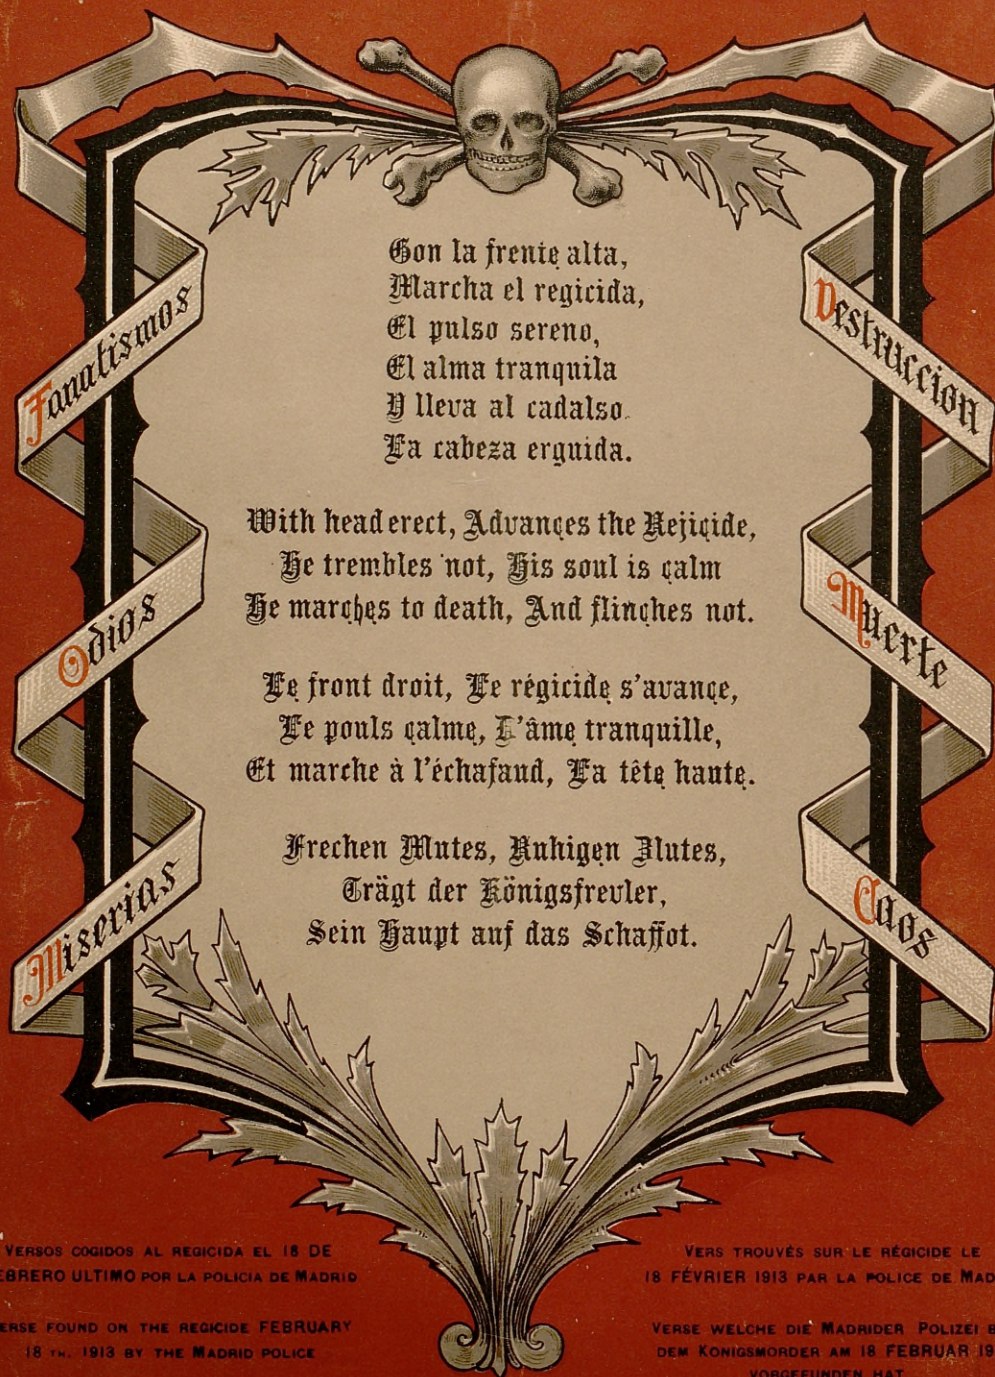 Con la frente alta,
Marcha el regicida,
El pulso sereno,
El alma tranquila
Y lleva al cadalso
La cabeza erguida.
With head erect, Advances the Rejicide,
He trembles not, His soul is calm
He marches to death, And flinches not.
Le front droit, Le régicide s'avance,
Le pouls calme, L'âme tranquille,
Et marche à l'échafaud, La tête haute.
Frechen Mutes, Ruhigen Blutes,
Trägt der Königsfrevler,
Sein Haupt auf das Schaffot.
Fanatismos
Odios
Miserias
Destruccion
Muerte
Caos
VERSOS COGIDOS AL REGICIDA EL 18 DE
EBRERO ULTIMO POR LA POLICIA DE MADRID
ERSE FOUND ON THE REGICIDE FEBRUARY
18 TH. 1913 BY THE MADRID POLICE
VERS TROUVÉS SUR LE RÉGICIDE LE
18 FÉVRIER 1913 PAR LA POLICE DE MAD
VERSE WELCHE DIE MADRIDER POLIZEI B
DEM KONIGSMORDER AM 18 FEBRUAR 19
VORGEFUNDEN HAT